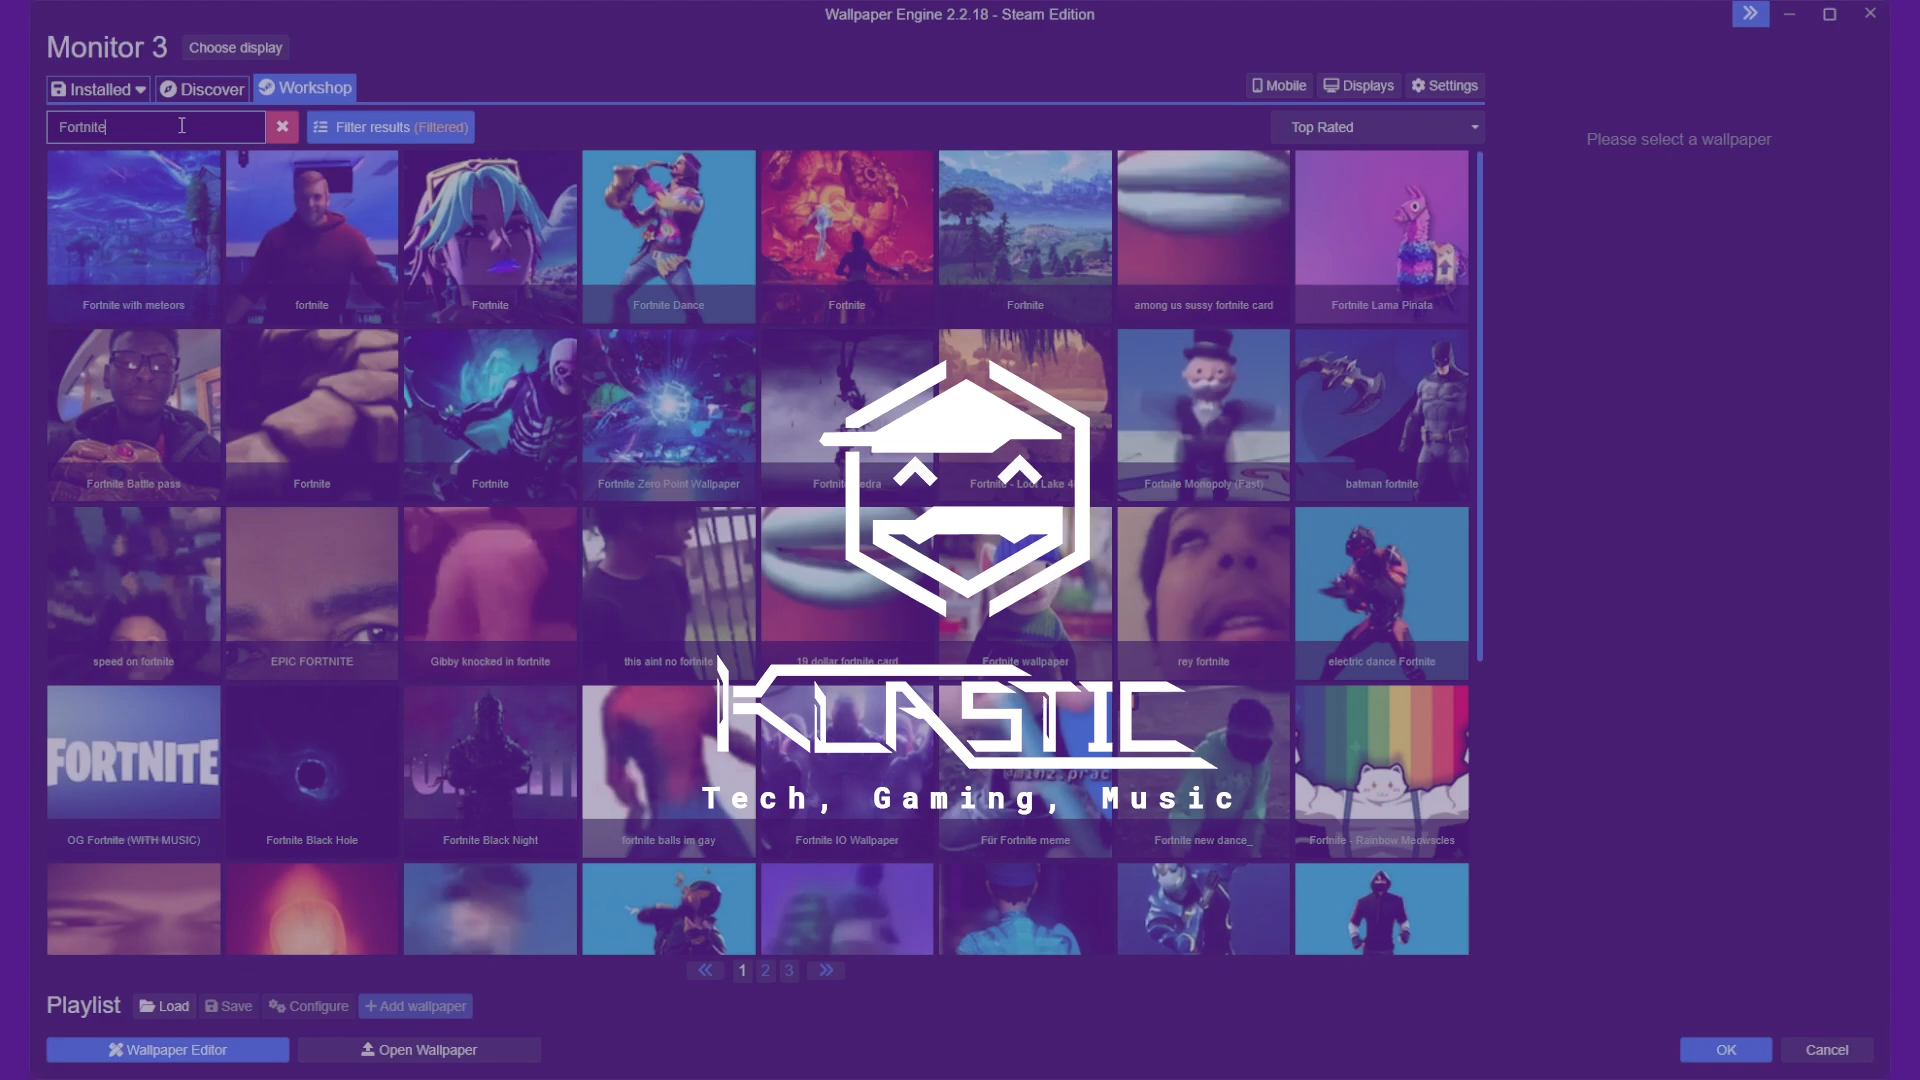 Wallpaper Engine 2.2.18 - Steam Edition
Monitor 3 Choose display
Installed Discover Workshop Mobile Displays Settings
Fortnite Filter results (Filtered) Top Rated
Please select a wallpaper
Fortnite with meteors fortnite Fortnite Fortnite Dance Fortnite Fortnite among us sussy fortnite card Fortnite Lama Pinata
Fortnite Battle pass Fortnite Fortnite Fortnite Zero Point Wallpaper Fortnite - Loot Lake Fortnite Monopoly (Fast) batman fortnite
speed on fortnite EPIC FORTNITE Gibby knocked in fortnite this aint no fortnite 19 dollar fortnite card Fortnite wallpaper rey fortnite electric dance Fortnite
KLASTIC
FORTNITE
Tech, Gaming, Music
OG Fortnite (WITH MUSIC) Fortnite Black Hole Fortnite Black Night fortnite balls im gay Fortnite IO Wallpaper Für Fortnite meme Fortnite new dance_ Fortnite - Rainbow Meowscles
« 1 2 3 »
Playlist Load Save Configure + Add wallpaper
Wallpaper Editor Open Wallpaper OK Cancel